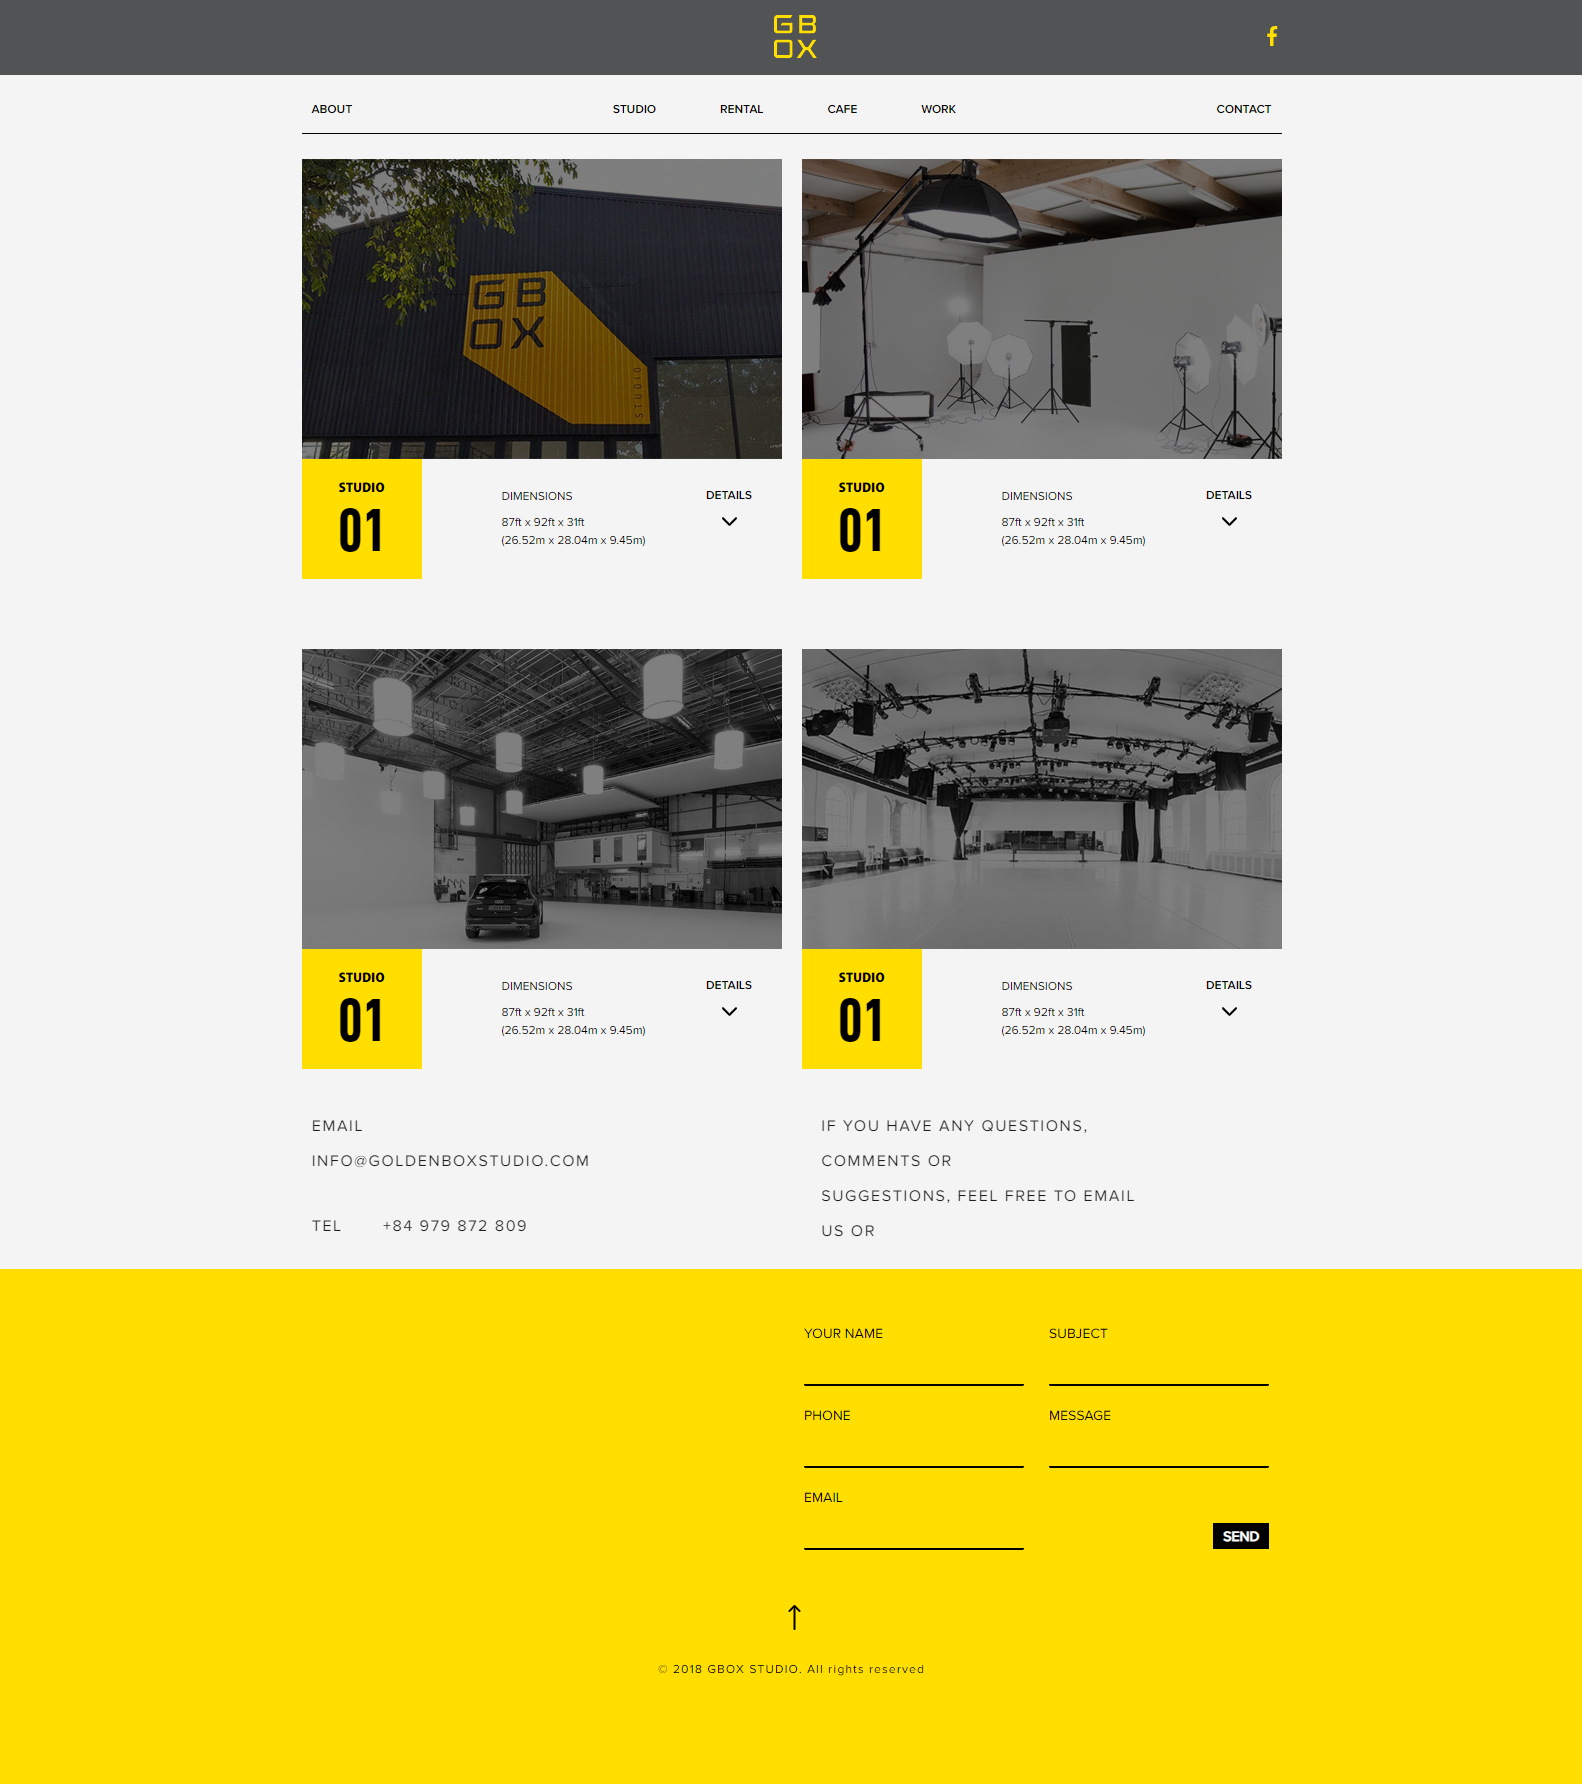 GB
OX
ABOUT
STUDIO
RENTAL
CAFE
WORK
CONTACT
GB
OX
STUDIO
STUDIO
01
DIMENSIONS
87ft x 92ft x 31ft
(26.52m x 28.04m x 9.45m)
DETAILS
STUDIO
01
DIMENSIONS
87ft x 92ft x 31ft
(26.52m x 28.04m x 9.45m)
DETAILS
STUDIO
01
DIMENSIONS
87ft x 92ft x 31ft
(26.52m x 28.04m x 9.45m)
DETAILS
STUDIO
01
DIMENSIONS
87ft x 92ft x 31ft
(26.52m x 28.04m x 9.45m)
DETAILS
EMAIL
INFO@GOLDENBOXSTUDIO.COM
TEL +84 979 872 809
IF YOU HAVE ANY QUESTIONS,
COMMENTS OR
SUGGESTIONS, FEEL FREE TO EMAIL
US OR
YOUR NAME
SUBJECT
PHONE
MESSAGE
EMAIL
SEND
© 2018 GBOX STUDIO. All rights reserved